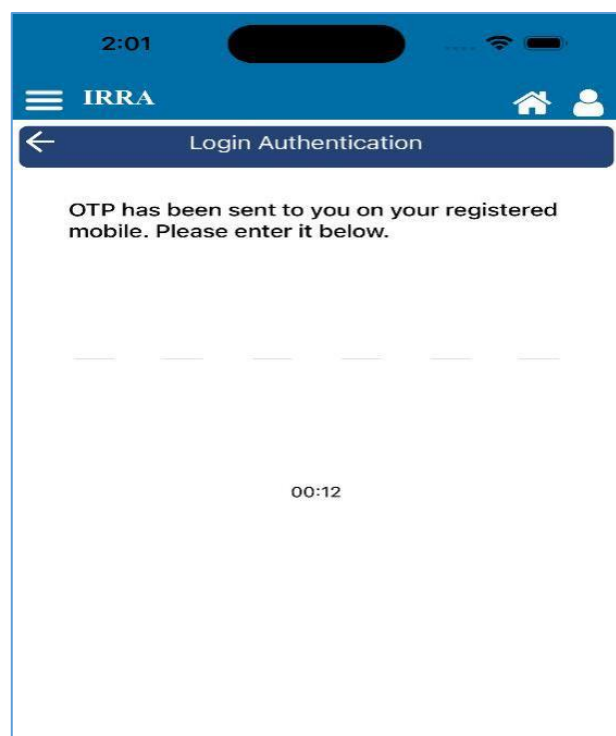 2:01
IRRA
Login Authentication
OTP has been sent to you on your registered
mobile. Please enter it below.
00:12